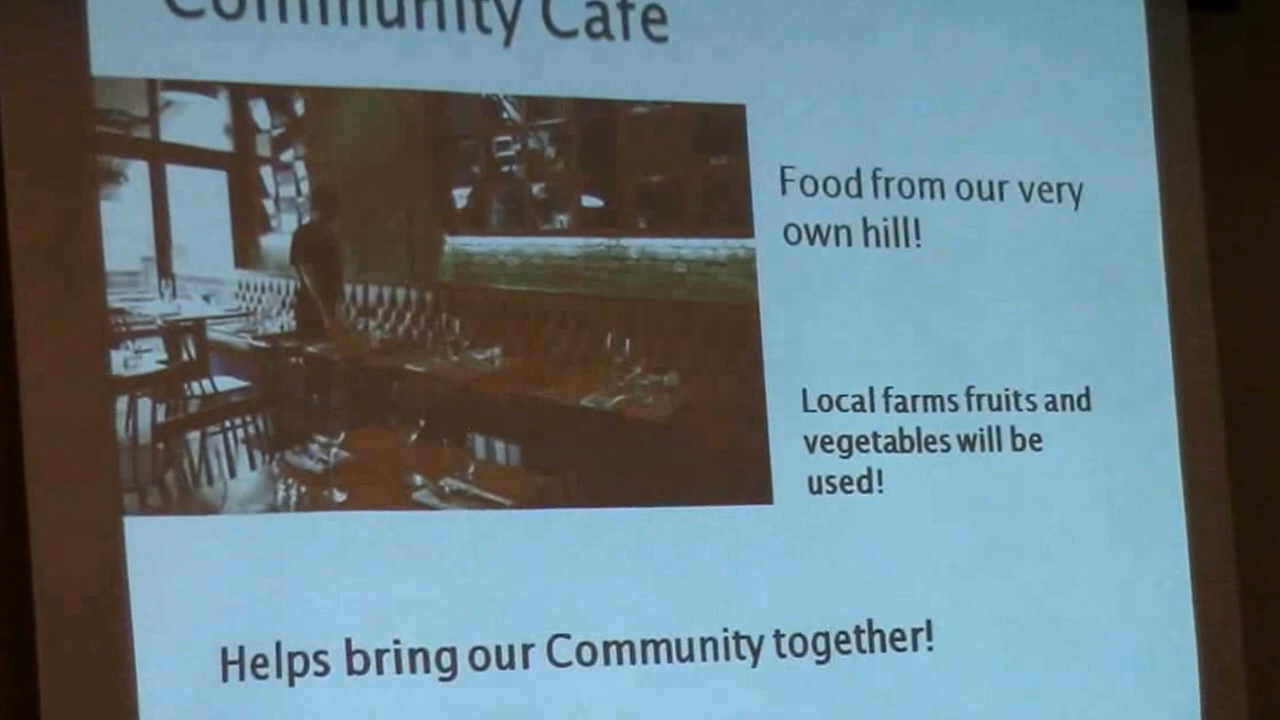 Community Cafe
Food from our very
own hill!
Local farms fruits and
vegetables will be
used!
Helps bring our Community together!